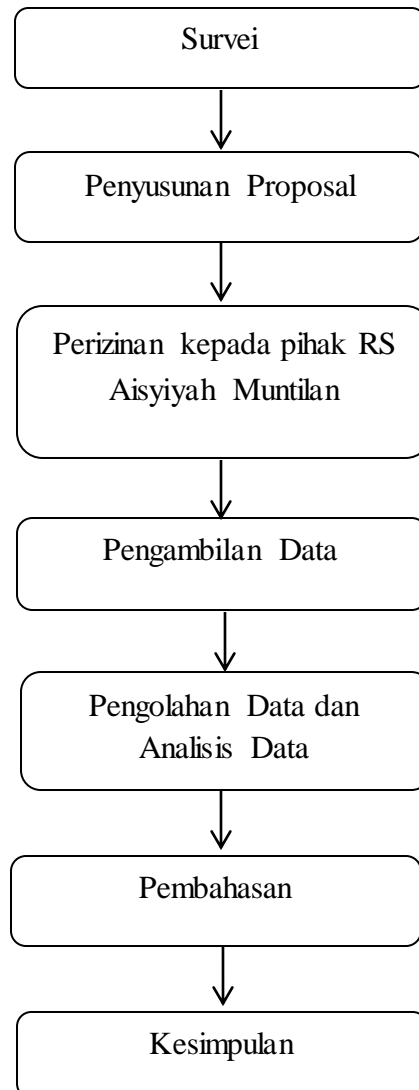 Survei
Penyusunan Proposal
Perizinan kepada pihak RS
Aisyiyah Muntilan
Pengambilan Data
Pengolahan Data dan
Analisis Data
Pembahasan
Kesimpulan